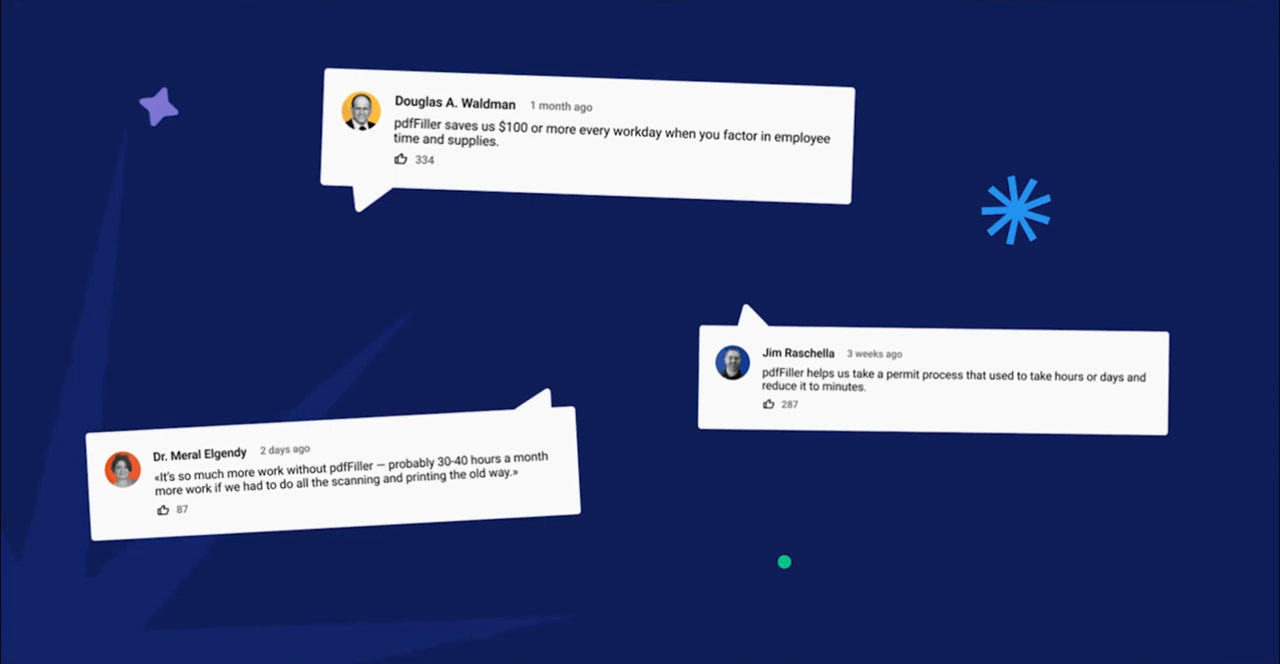 Douglas A. Waldman 1 month ago
pdfFiller saves us $100 or more every workday when you factor in employee
time and supplies.
334
Jim Raschella 3 weeks ago
pdfFiller helps us take a permit process that used to take hours or days and
reduce it to minutes.
287
Dr. Meral Elgendy 2 days ago
«It's so much more work without pdfFiller — probably 30-40 hours a month
more work if we had to do all the scanning and printing the old way.»
87